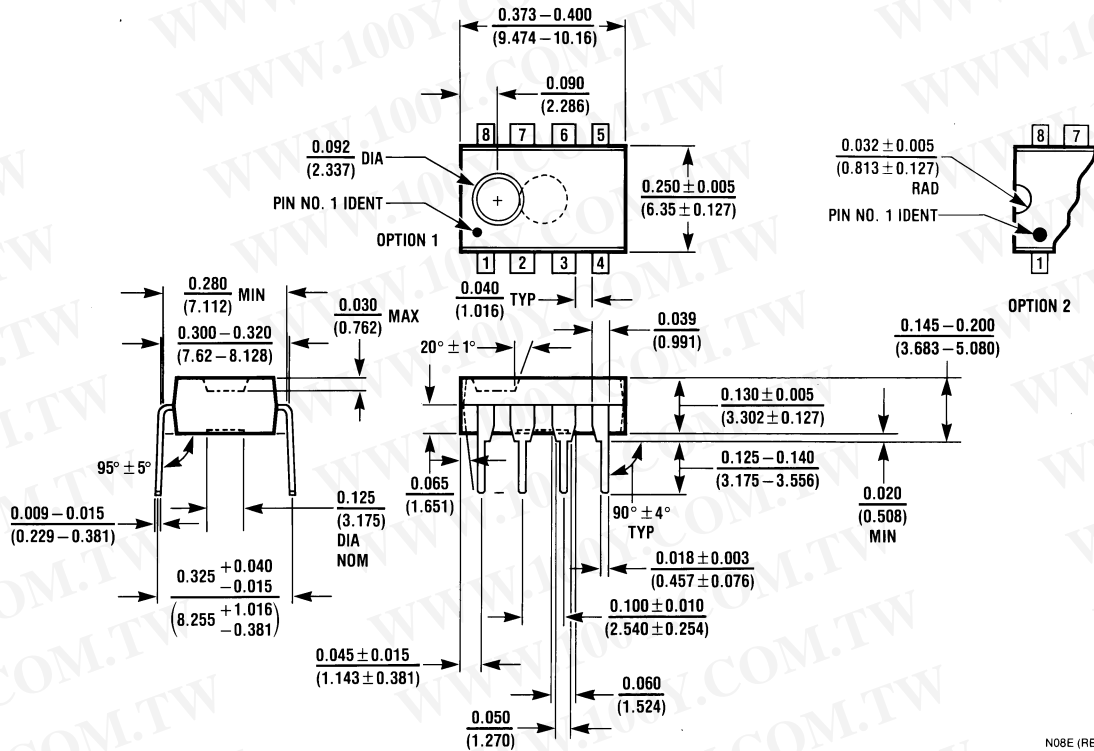 0.373 – 0.400
(9.474 – 10.16)
0.090
(2.286)
8 7 6 5
0.092
(2.337)
DIA
PIN NO. 1 IDENT
OPTION 1
0.250 ± 0.005
(6.35 ± 0.127)
1 2 3 4
0.032 ± 0.005
(0.813 ± 0.127)
RAD
PIN NO. 1 IDENT
8 7
1
OPTION 2
0.280
(7.112)
MIN
0.300 – 0.320
(7.62 – 8.128)
0.030
(0.762)
MAX
0.040
(1.016)
TYP
20° ± 1°
0.039
(0.991)
0.145 – 0.200
(3.683 – 5.080)
0.130 ± 0.005
(3.302 ± 0.127)
95° ± 5°
0.065
(1.651)
0.125 – 0.140
(3.175 – 3.556)
0.020
(0.508)
MIN
90° ± 4°
TYP
0.009 – 0.015
(0.229 – 0.381)
0.125
(3.175)
DIA
NOM
0.325 +0.040
−0.015
(8.255 +1.016
−0.381)
0.018 ± 0.003
(0.457 ± 0.076)
0.100 ± 0.010
(2.540 ± 0.254)
0.045 ± 0.015
(1.143 ± 0.381)
0.060
(1.524)
0.050
(1.270)
N08E (RE
WWW.100Y.COM.TW